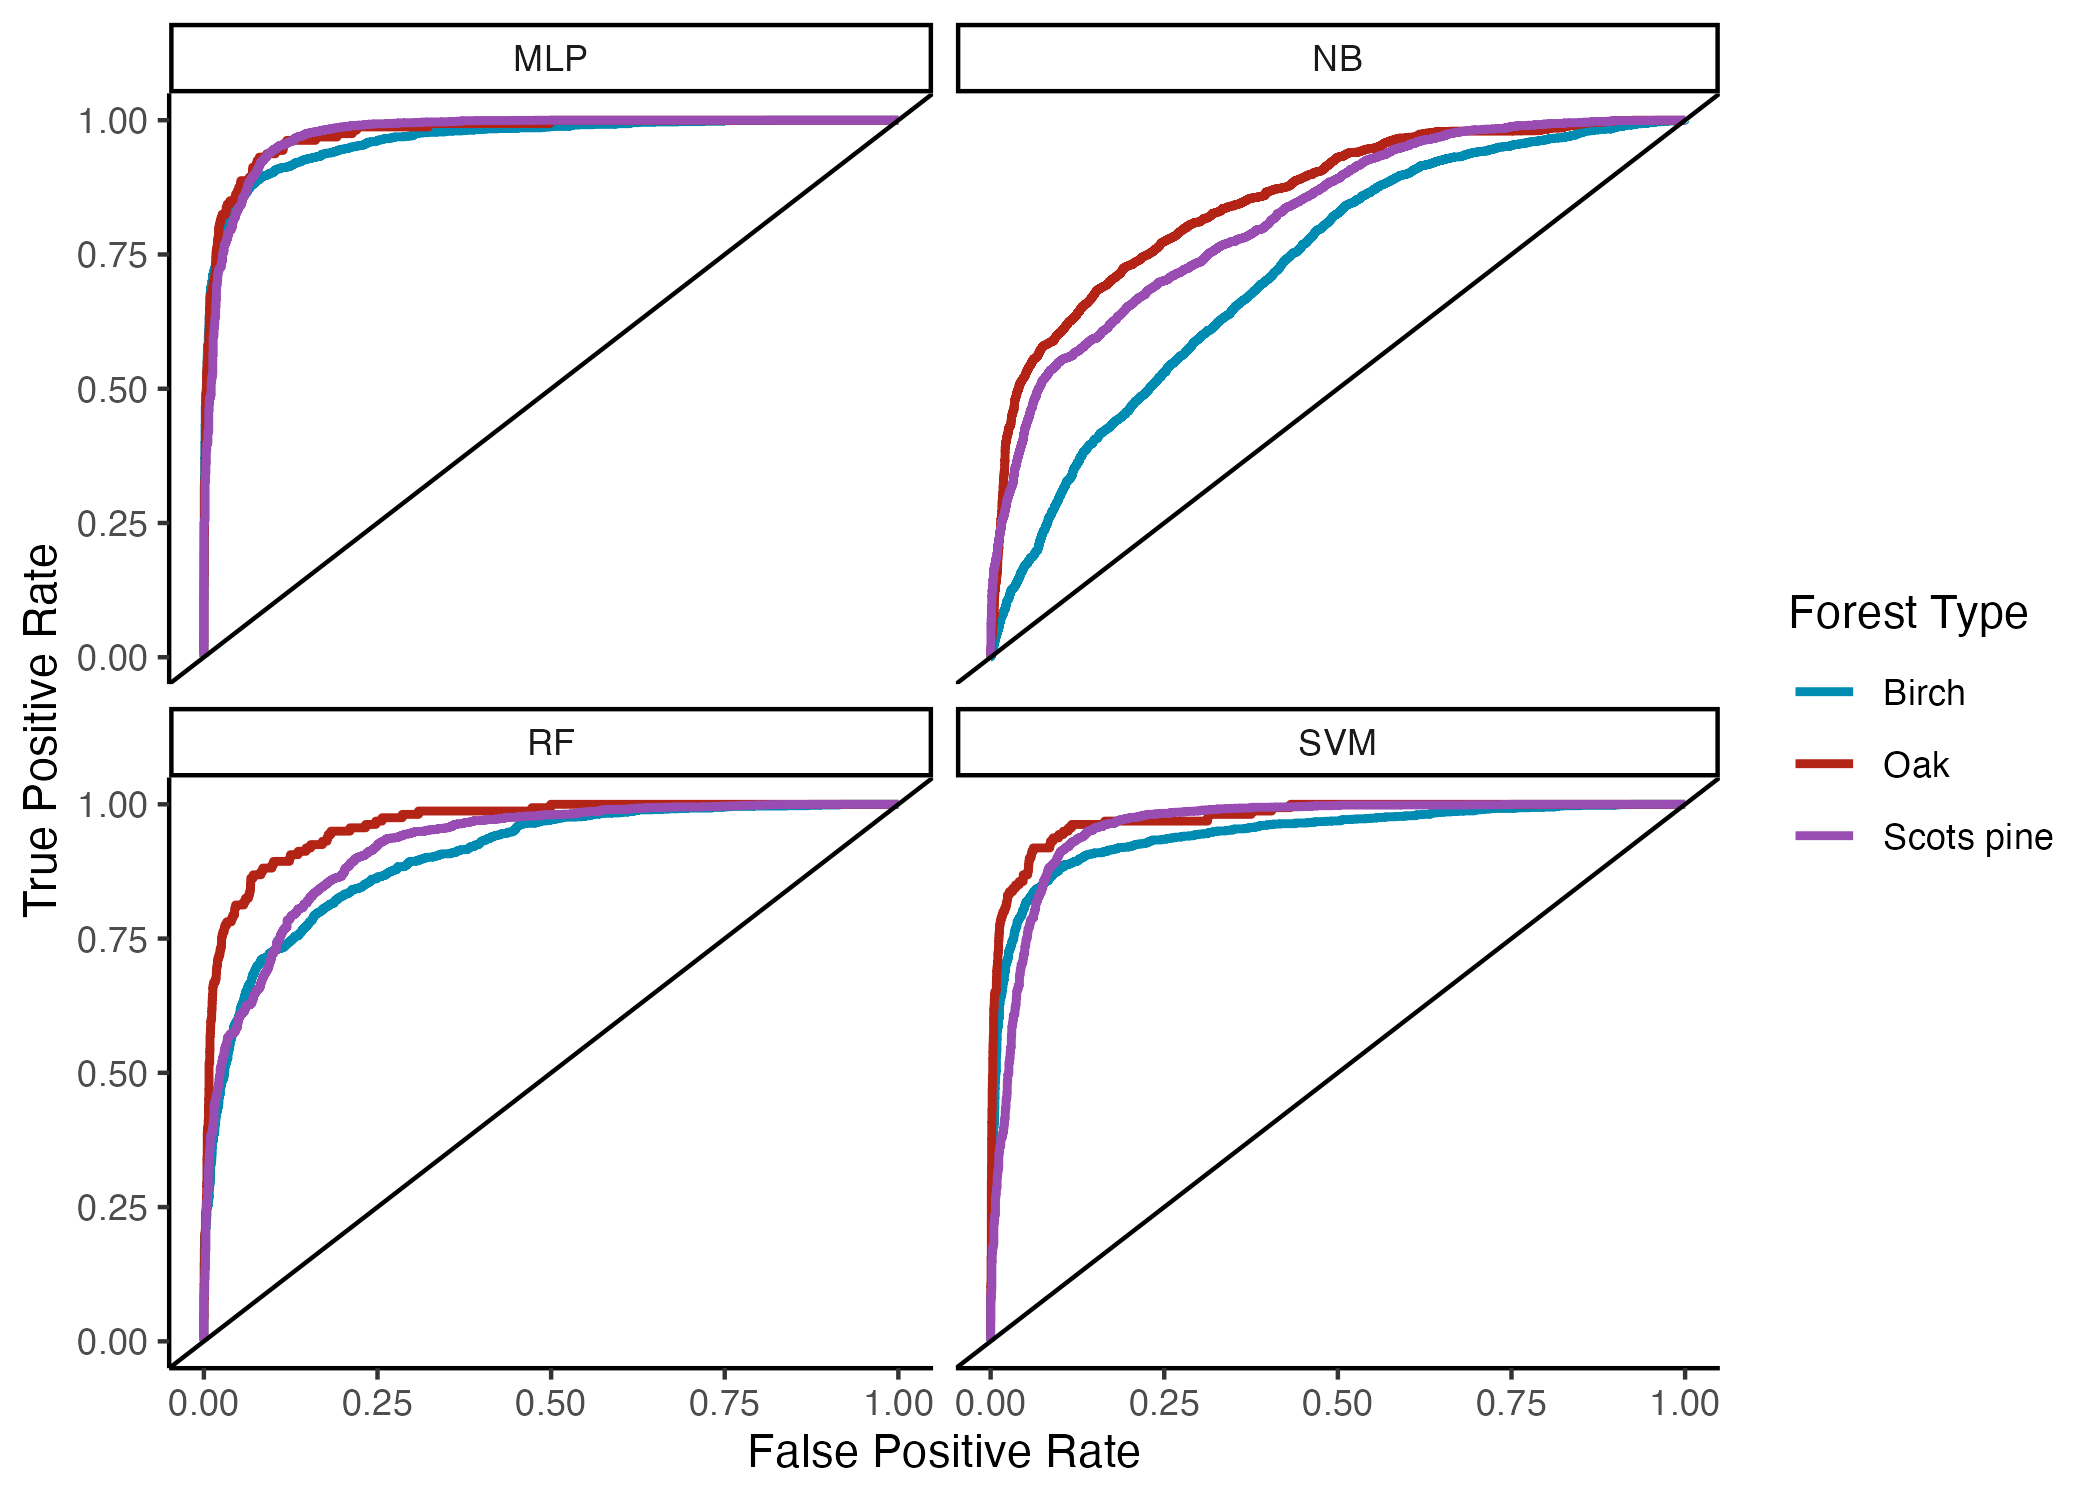 MLP
NB
1.00
0.75
0.50
0.25
0.00
RF
SVM
1.00
0.75
0.50
0.25
0.00
0.00 0.25 0.50 0.75 1.00
0.00 0.25 0.50 0.75 1.00
False Positive Rate
True Positive Rate
Forest Type
Birch
Oak
Scots pine